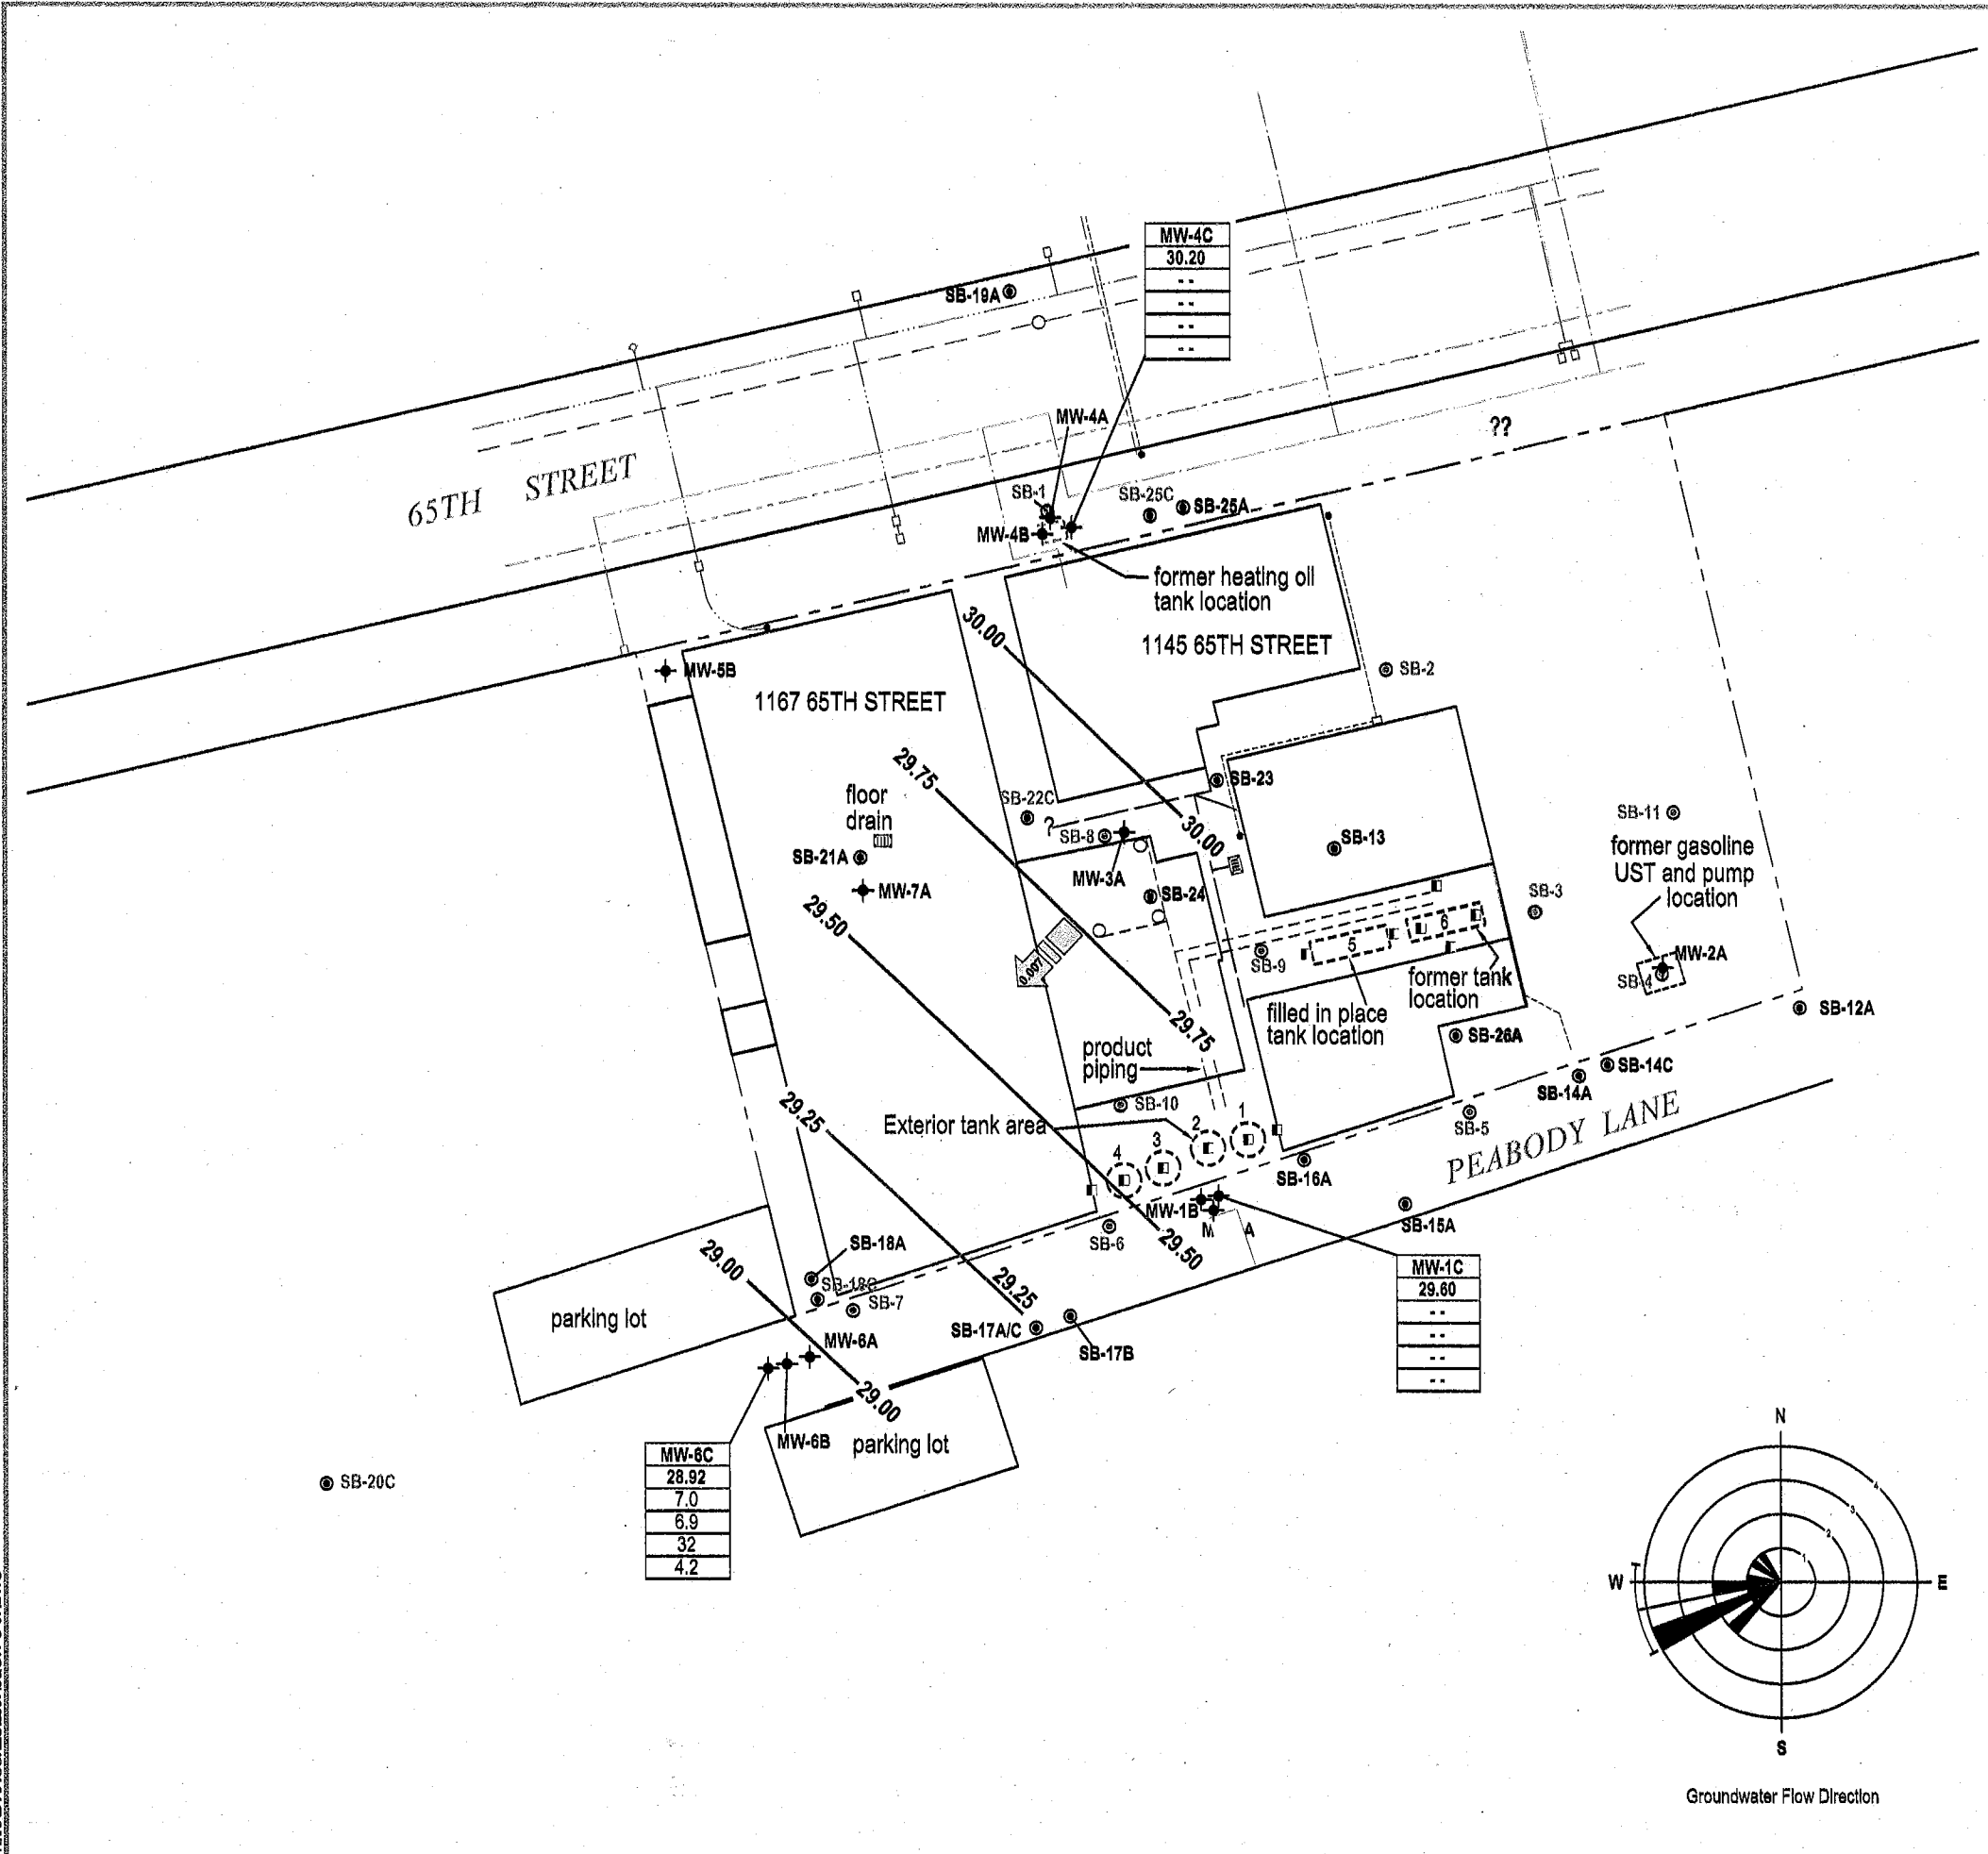 MW-4C
30.20
- -
- -
- -
- -
SB-19A
MW-4A
??
65TH STREET
SB-1
SB-25C
SB-25A
MW-4B
former heating oil
tank location
30.00
1145 65TH STREET
SB-2
MW-5B
1167 65TH STREET
29.75
floor
drain
SB-23
SB-22C
?
SB-8
30.00
SB-13
SB-11
former gasoline
UST and pump
location
SB-21A
MW-7A
MW-3A
SB-24
SB-3
29.50
0.007
5
6
SB-9
MW-2A
SB-4
former tank
location
filled in place
tank location
SB-12A
29.75
SB-26A
product
piping
SB-14C
SB-14A
29.25
SB-10
Exterior tank area
1
2
3
4
SB-5
PEABODY LANE
SB-16A
MW-1B
M A
SB-15A
SB-6
29.50
29.00
SB-18A
SB-18C
SB-7
29.25
MW-1C
29.60
- -
- -
- -
- -
parking lot
SB-17A/C
SB-17B
MW-6A
29.00
MW-6B
parking lot
MW-6C
28.92
7.0
6.9
32
4.2
SB-20C
N
4
3
2
1
W
E
S
Groundwater Flow Direction